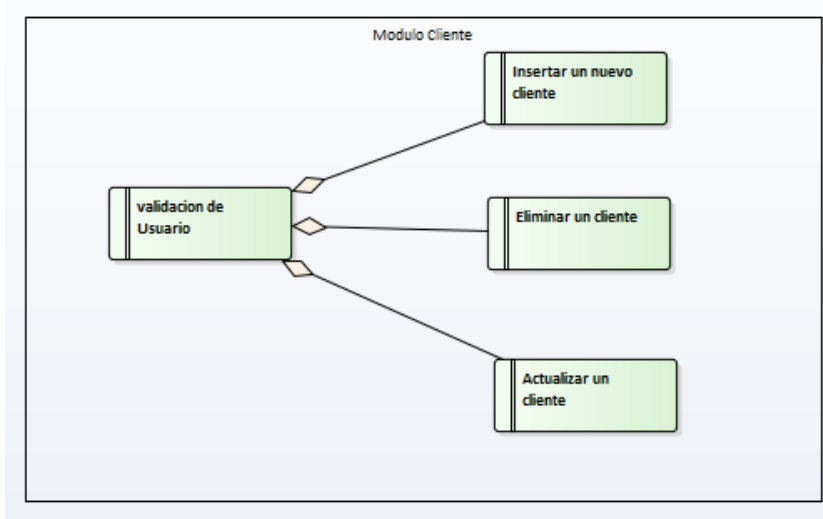 Modulo Cliente
Insertar un nuevo
cliente
validacion de
Usuario
Eliminar un cliente
Actualizar un
cliente